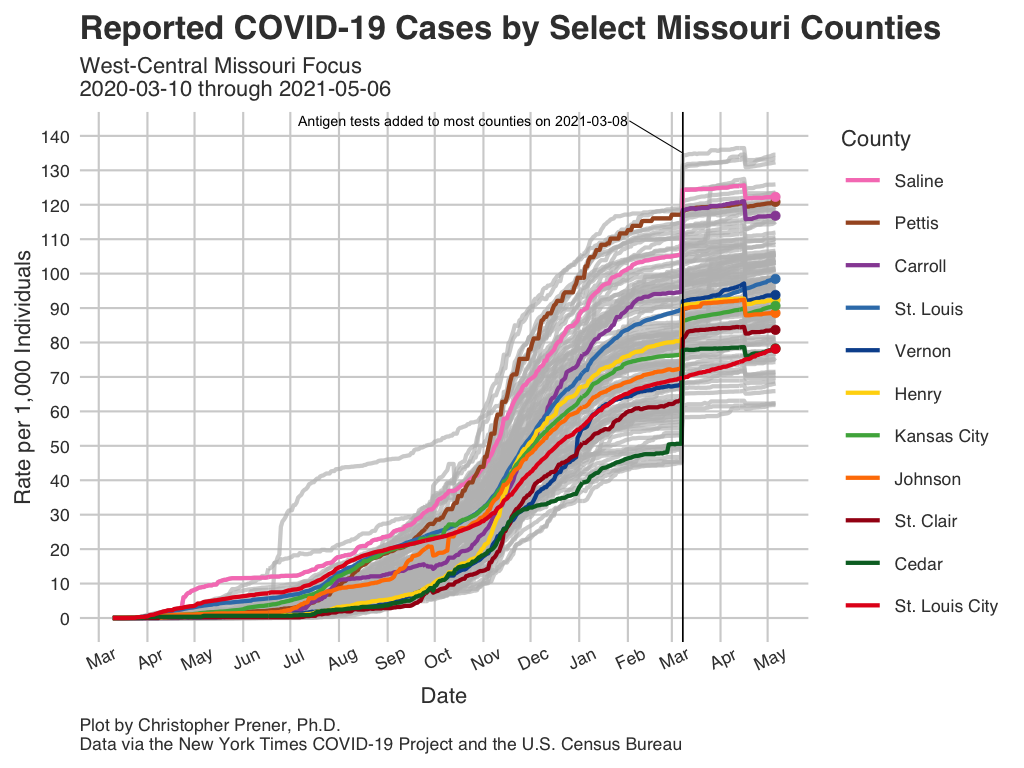 Reported COVID-19 Cases by Select Missouri Counties
West-Central Missouri Focus
2020-03-10 through 2021-05-06
Antigen tests added to most counties on 2021-03-08
Rate per 1,000 Individuals
140
130
120
110
100
90
80
70
60
50
40
30
20
10
0
Mar Apr May Jun Jul Aug Sep Oct Nov Dec Jan Feb Mar Apr May
Date
County
Saline
Pettis
Carroll
St. Louis
Vernon
Henry
Kansas City
Johnson
St. Clair
Cedar
St. Louis City
Plot by Christopher Prener, Ph.D.
Data via the New York Times COVID-19 Project and the U.S. Census Bureau